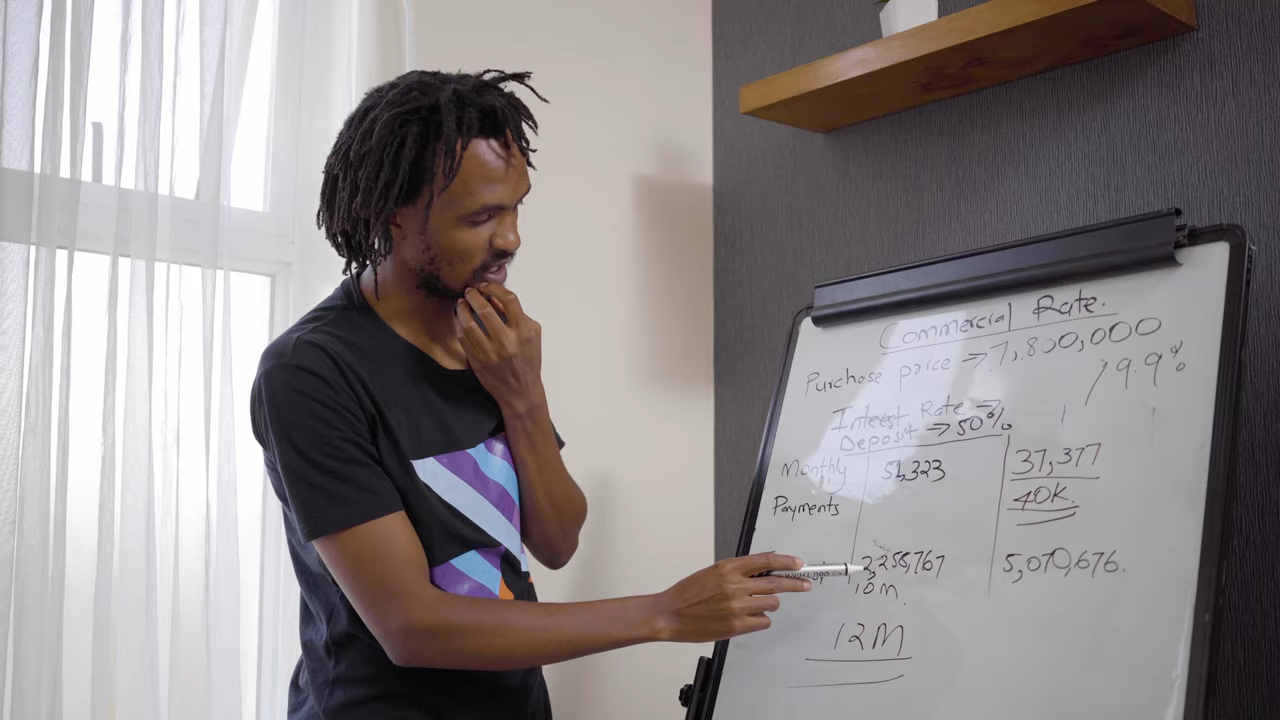 Commercial Rate.
Purchase price → 7,800,000
19.9%
Interest Rate →
Deposit → 50%
Monthly 51,323 37,377
Payments 40K.
2,258,767 5,070,676.
10M.
12M